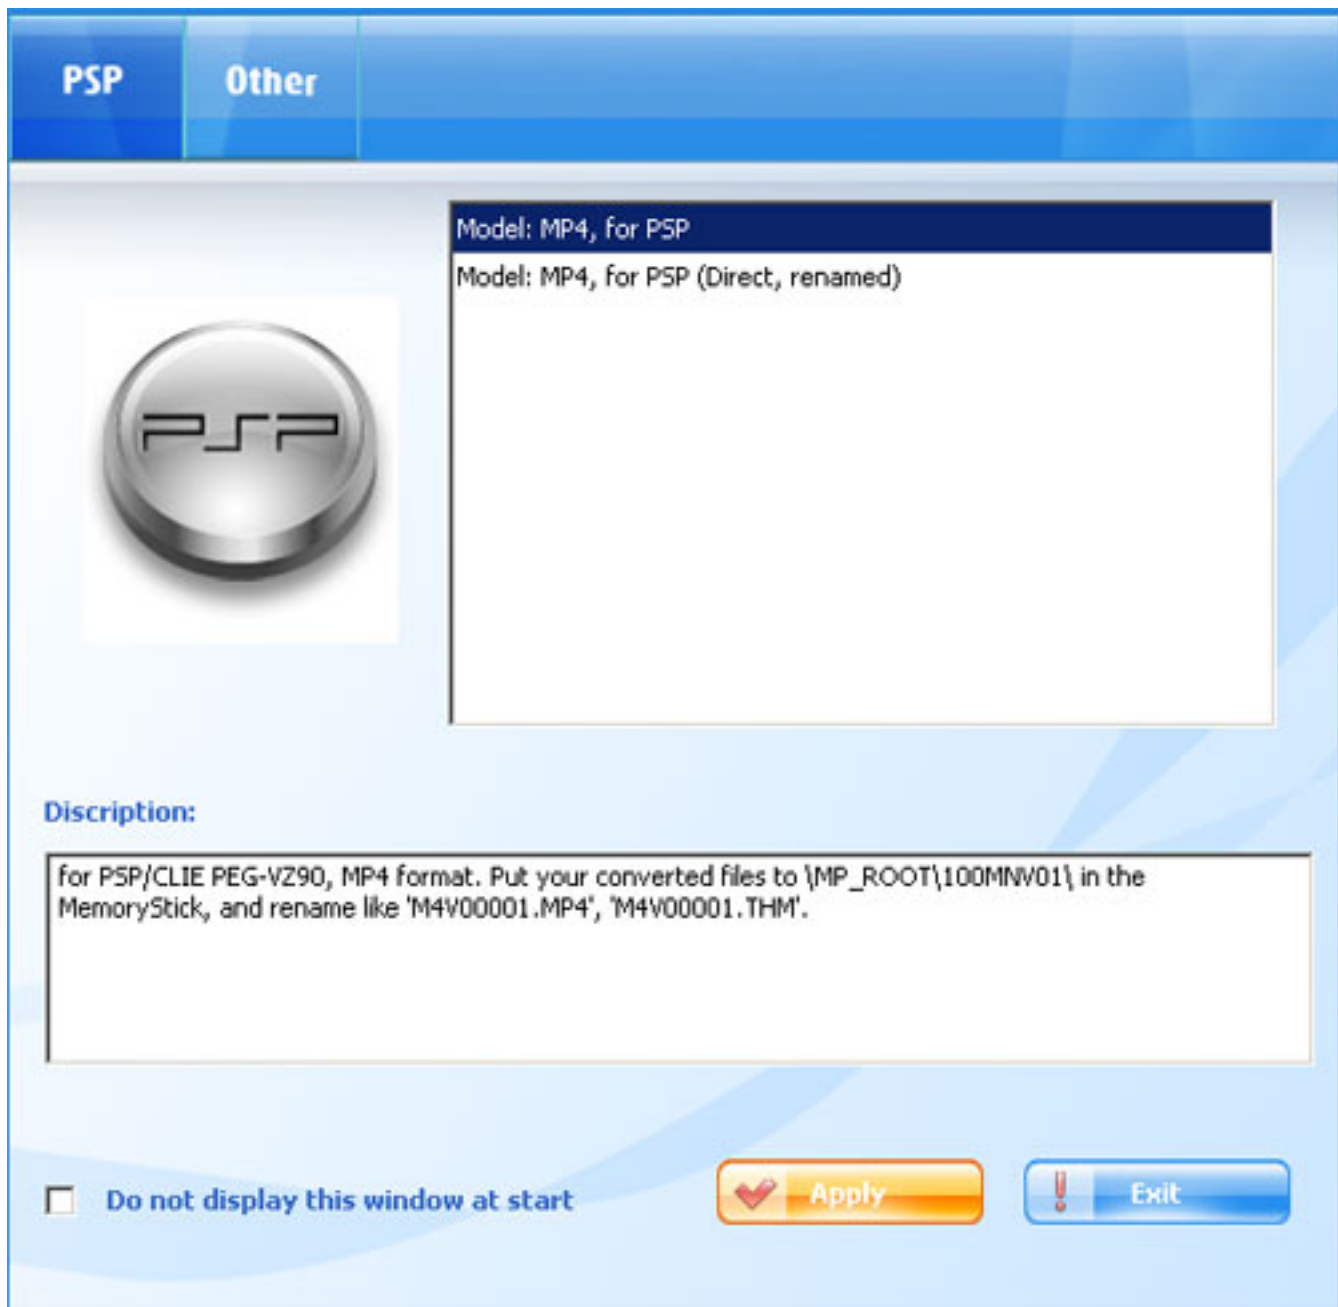 PSP
Other
Model: MP4, for PSP
Model: MP4, for PSP (Direct, renamed)
PSP
Discription:
for PSP/CLIE PEG-VZ90, MP4 format. Put your converted files to \MP_ROOT\100MNV01\ in the
MemoryStick, and rename like 'M4V00001.MP4', 'M4V00001.THM'.
Do not display this window at start
Apply
Exit